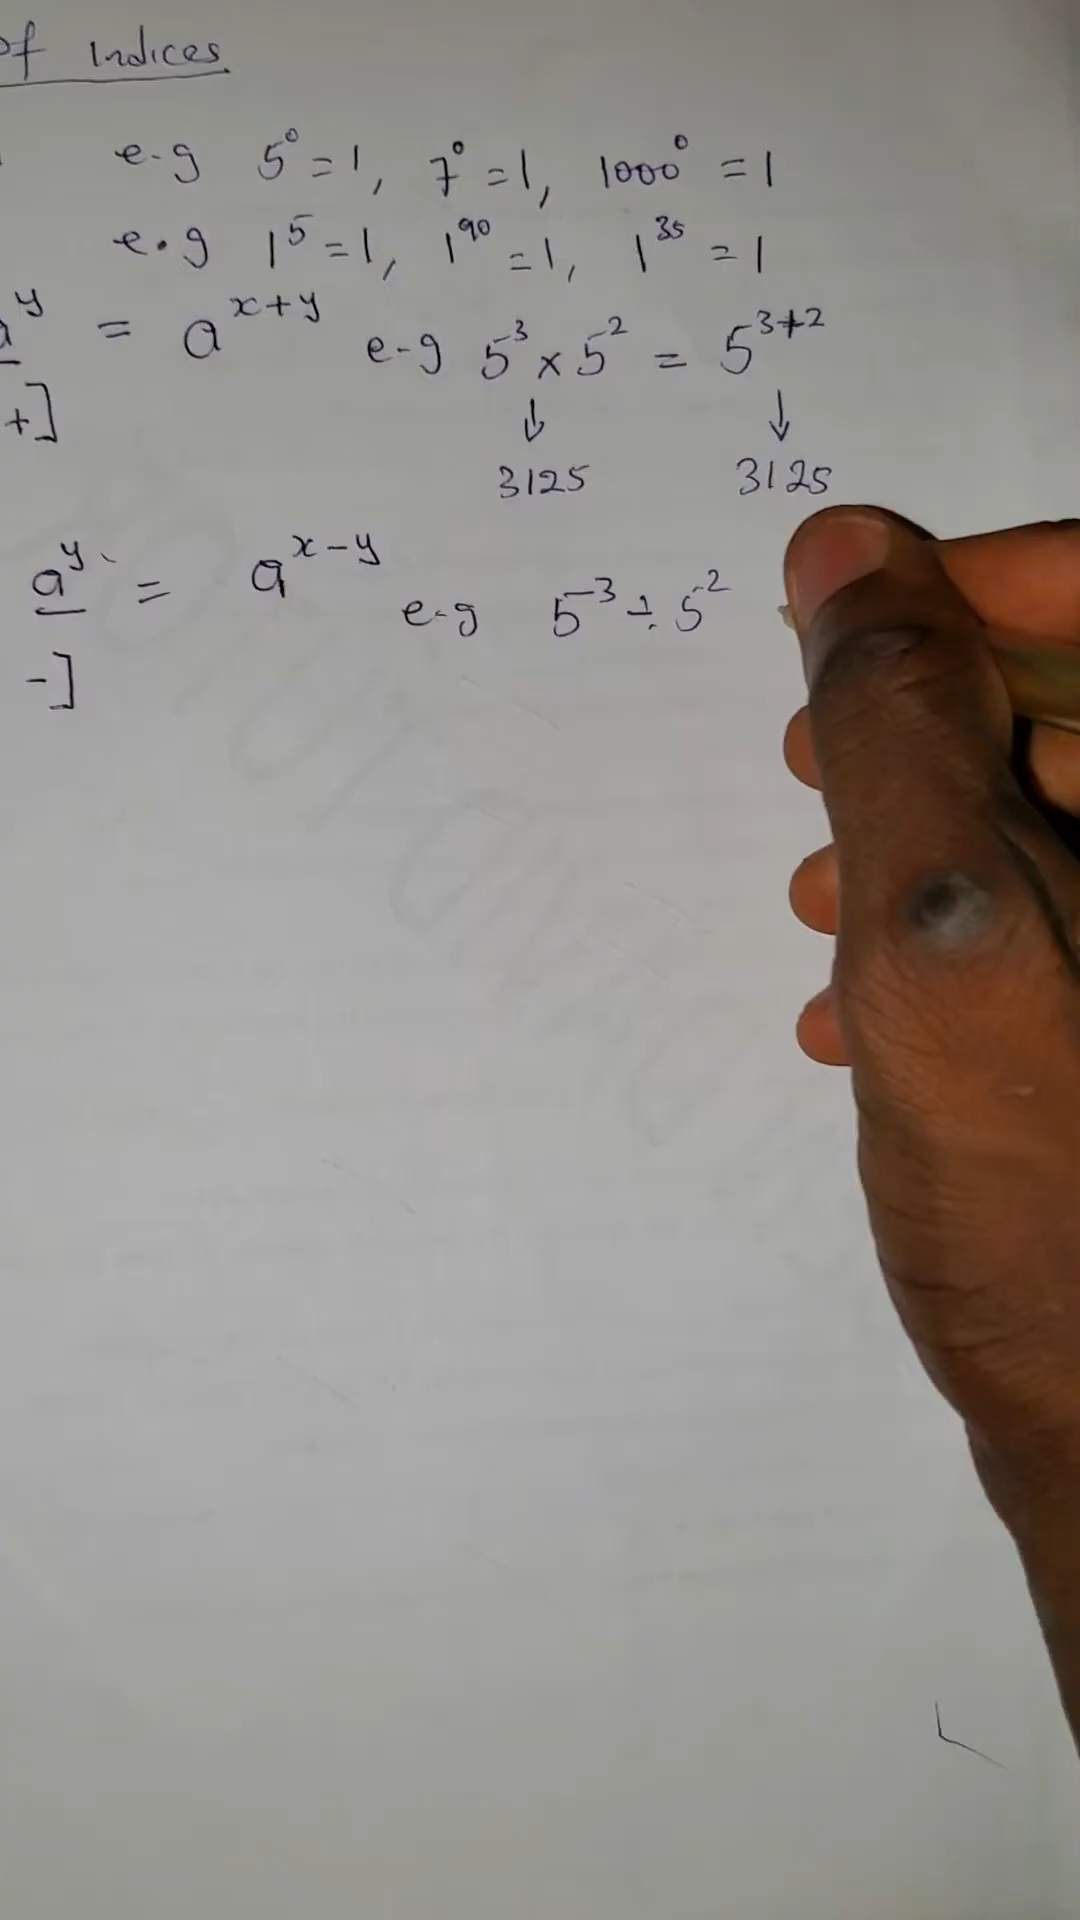 of Indices
e-g 5⁰ = 1, 7⁰ = 1, 1000⁰ = 1
e.g 1⁵ = 1, 1⁹⁰ = 1, 1³⁵ = 1
a^y = a^(x+y) e-g 5³ × 5² = 5^(3+2)
+] ↓ ↓
3125 3125
a^y = a^(x-y) e-g 5³ ÷ 5²
-]